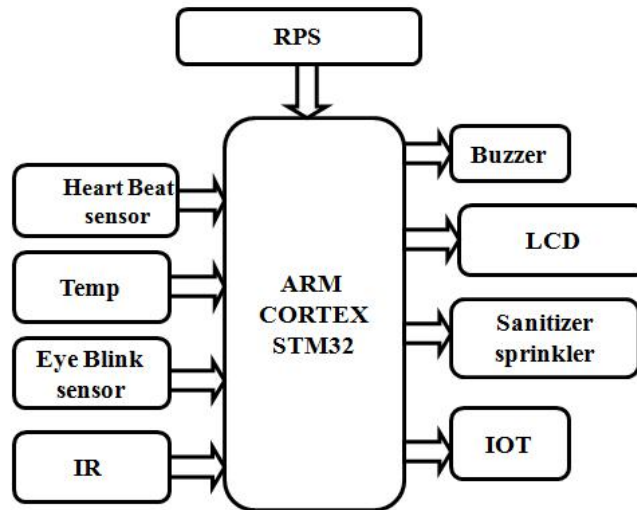 RPS
Heart Beat
sensor
Temp
Eye Blink
sensor
IR
ARM
CORTEX
STM32
Buzzer
LCD
Sanitizer
sprinkler
IOT